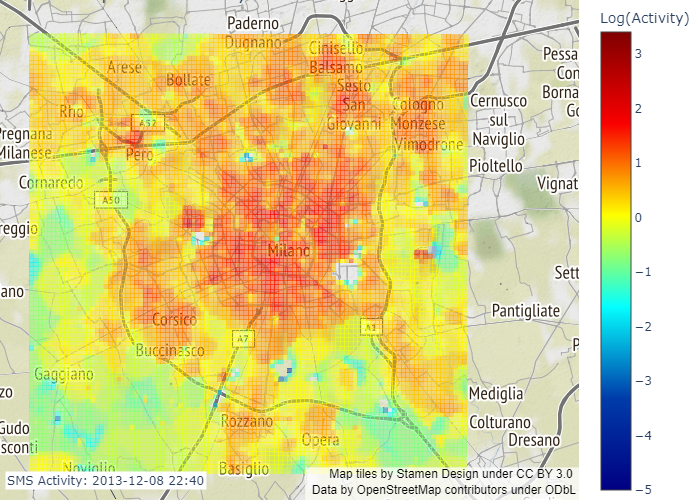 Log(Activity)
Paderno
Dugnano
Cinisello
Balsamo
Arese
Bollate
Sesto
San
Giovanni
Pessa
Con
Borna
Go
Rho
A52
Cologno
Monzese
Cernusco
sul
Naviglio
Pregnana
Milanese
Pero
Vimodrone
Pioltello
Cornaredo
Vignat
A50
reggio
Milano
Sett
ano
Pantigliate
Corsico
A7
A1
Buccinasco
P
Gaggiano
zo
Mediglia
Gudo
sconti
Rozzano
Opera
Colturano
Dresano
Noviglio
Basiglio
SMS Activity: 2013-12-08 22:40
Map tiles by Stamen Design under CC BY 3.0
Data by OpenStreetMap contributors under ODbL
3
2
1
0
−1
−2
−3
−4
−5